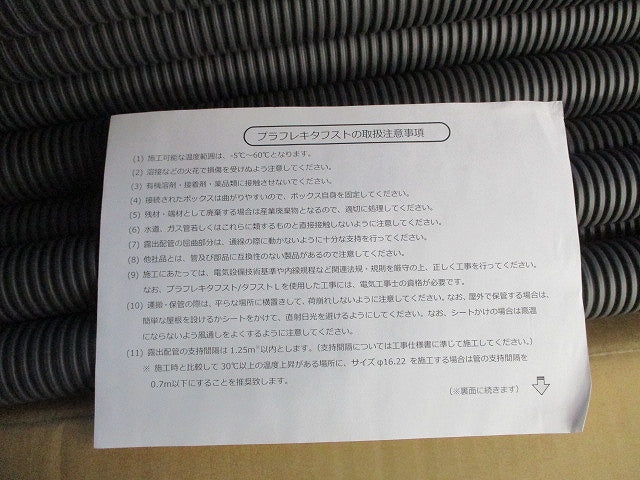 プラフレキタフストの取扱注意事項
(1) 施工可能な温度範囲は、-5℃～60℃となります。
(2) 溶接などの火花で損傷を受けぬよう注意してください。
(3) 有機溶剤・接着剤・薬品類に接触させないでください。
(4) 接続されたボックスは曲がりやすいので、ボックス自身を固定してください。
(5) 残材・端材として廃棄する場合は産業廃棄物となるので、適切に処理してください。
(6) 水道、ガス管若しくはこれらに類するものと直接接触しないように注意してください。
(7) 露出配管の屈曲部分は、通線の際に動かないように十分な支持を行ってください。
(8) 他社品とは、管及び部品に互換性のない製品があるので注意してください。
(9) 施工にあたっては、電気設備技術基準や内線規程など関連法規・規則を厳守の上、正しく工事を行ってください。
なお、プラフレキタフスト/タフストLを使用した工事には、電気工事士の資格が必要です。
(10) 運搬・保管の際は、平らな場所に横置きして、荷崩れしないように注意してください。なお、屋外で保管する場合は、
簡単な屋根を設けるかシートをかけて、直射日光を避けるようにしてください。なお、シートかけの場合は高温
にならないよう風通しをよくするように注意してください。
(11) 露出配管の支持間隔は 1.25m※以内とします。(支持間隔については工事仕様書に準じて施工してください。)
※ 施工時と比較して 30℃以上の温度上昇がある場所に、サイズφ16.22 を施工する場合は管の支持間隔を
0.7m以下にすることを推奨致します。
(※裏面に続きます)